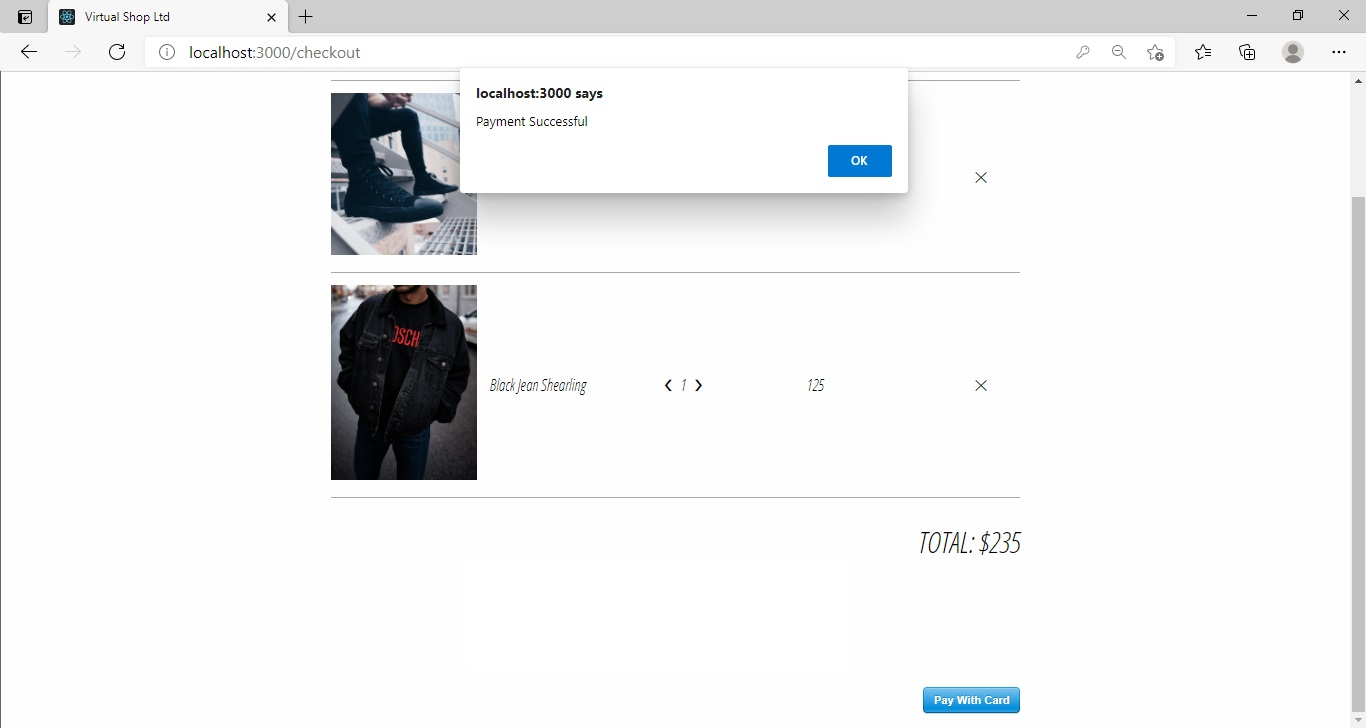 Virtual Shop Ltd
localhost:3000/checkout
localhost:3000 says
Payment Successful
OK
OSCH
Black Jean Shearling 1 125
TOTAL: $235
Pay With Card